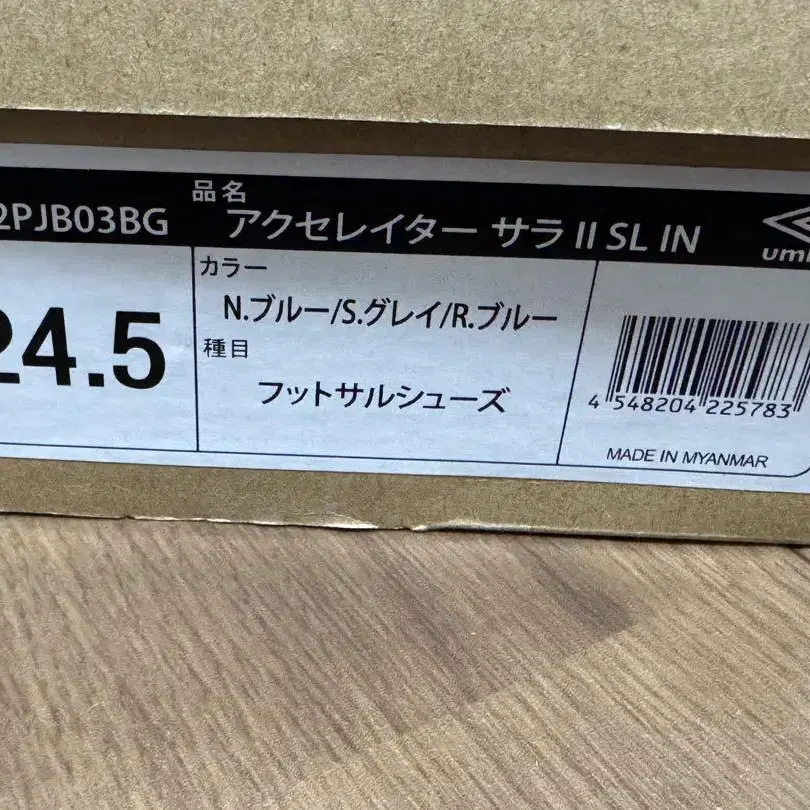 2PJB03BG
品名
アクセレイター サラ II SL IN
umb
24.5
カラー
N.ブルー/S.グレイ/R.ブルー
種目
フットサルシューズ
4 548204 225783
MADE IN MYANMAR